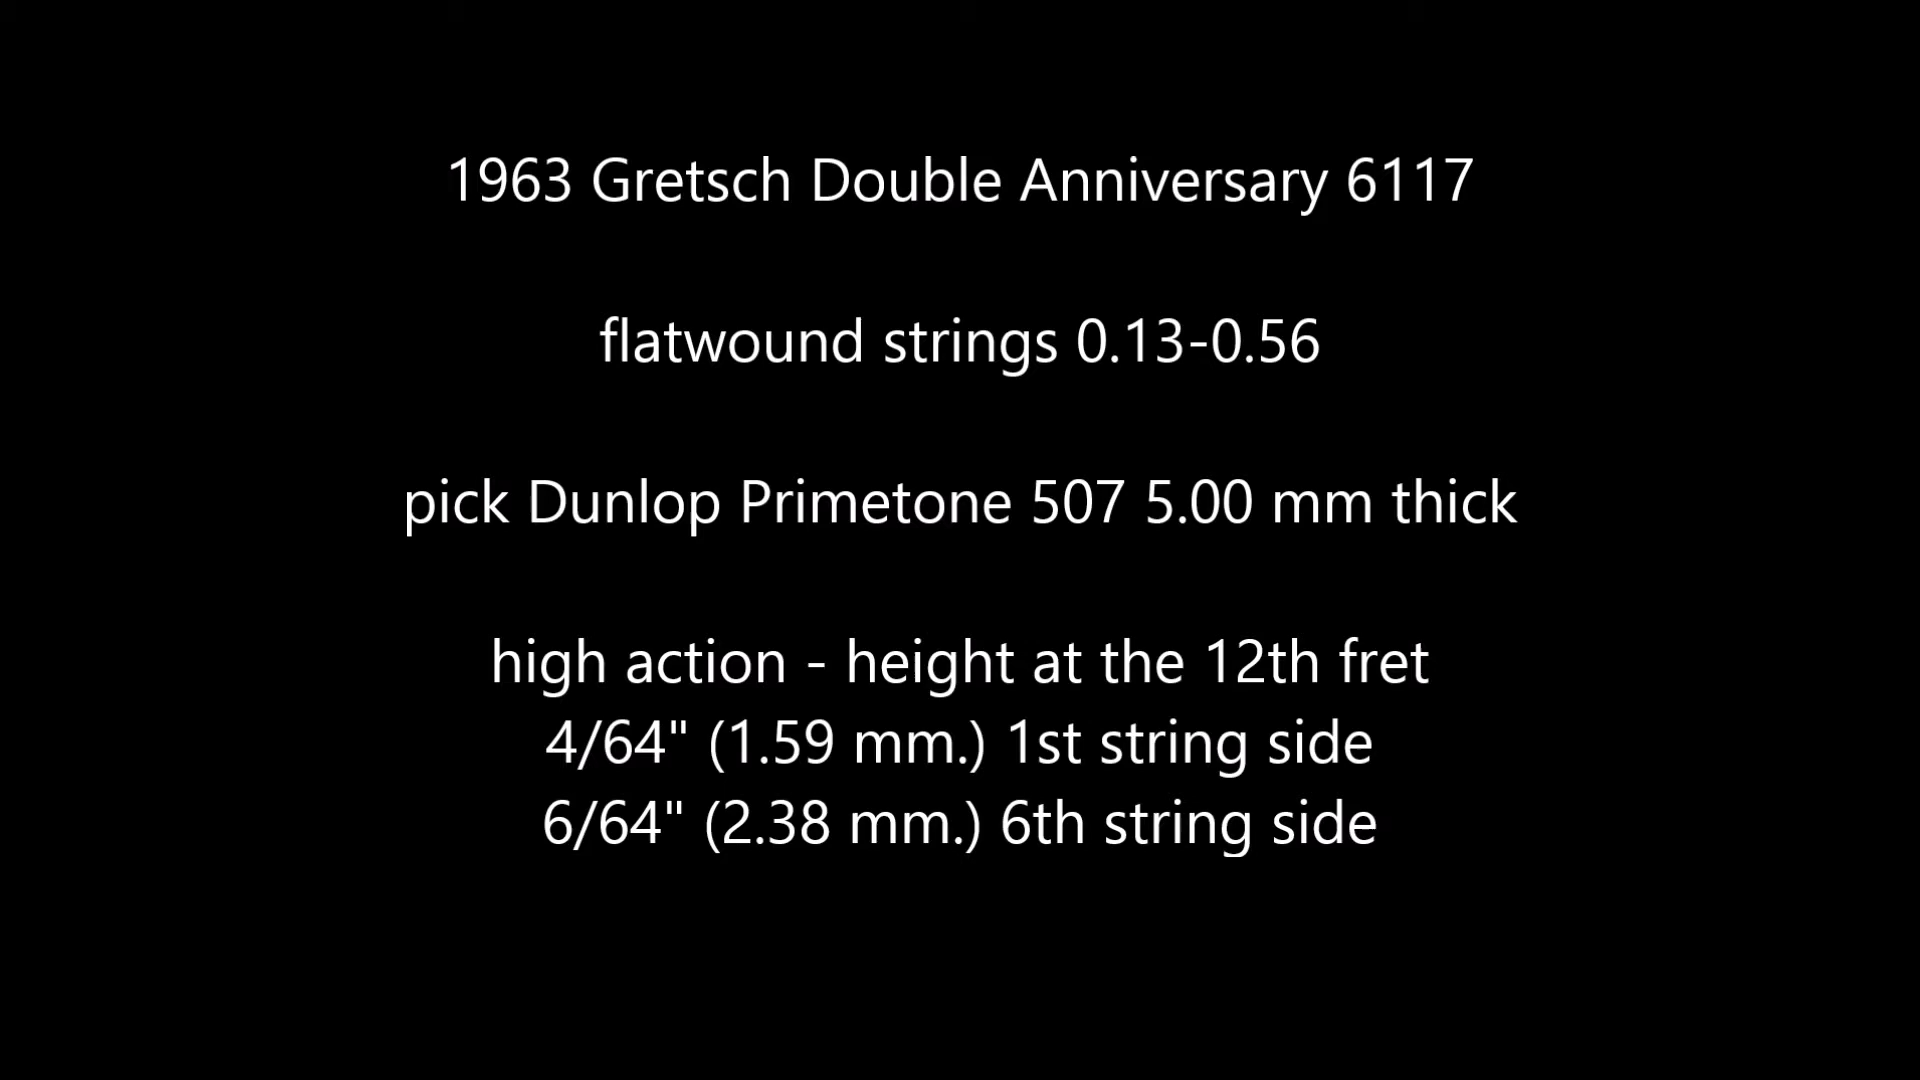 1963 Gretsch Double Anniversary 6117
flatwound strings 0.13-0.56
pick Dunlop Primetone 507 5.00 mm thick
high action - height at the 12th fret
4/64" (1.59 mm.) 1st string side
6/64" (2.38 mm.) 6th string side